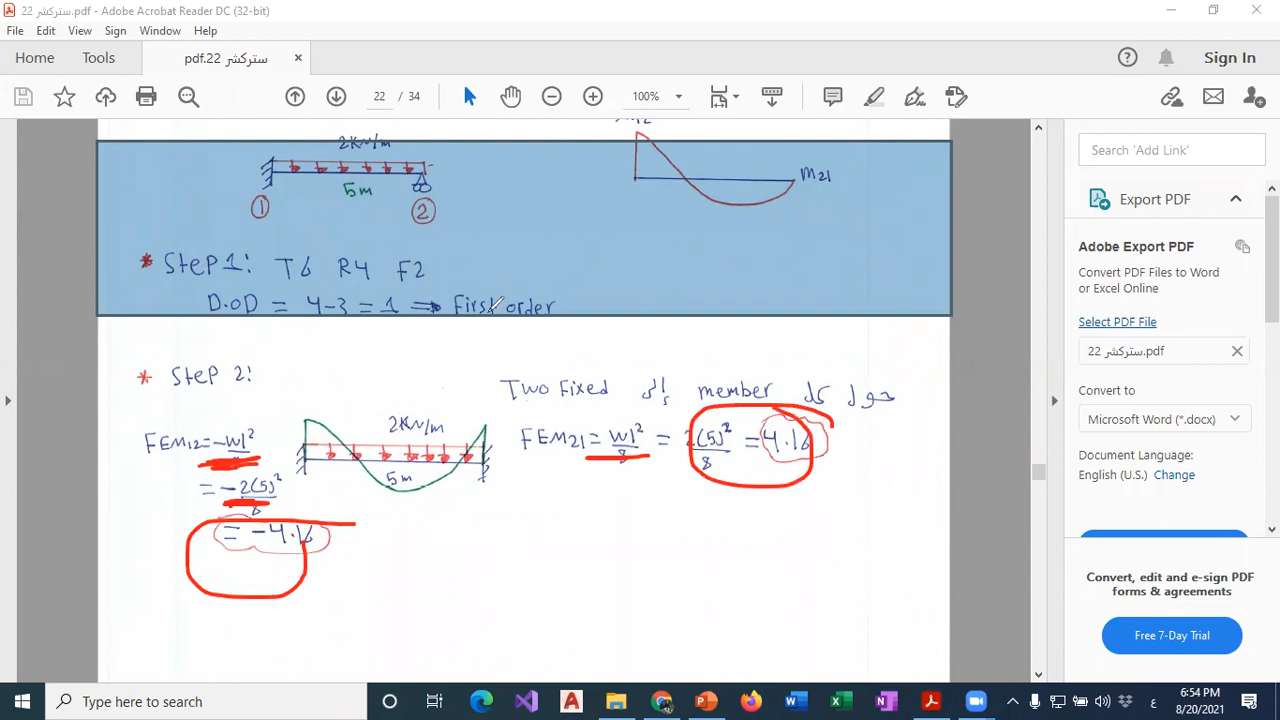 22 ستركشر.pdf - Adobe Acrobat Reader DC (32-bit)
File Edit View Sign Window Help
Home Tools
22 ستركشر.pdf
Sign In
22 / 34
100%
2KN/m
5m
1
2
M21
* Step 1: T6 R4 F2
D.oD = 4-3 = 1 ⇒ First order
* Step 2:
حول كل member إلى Two Fixed
FEM12 = -wl²
= -2(5)²/8
= -4.16
2KN/m
5m
FEM21 = wl²/8 = 2(5)²/8 = 4.16
Search 'Add Link'
Export PDF
Adobe Export PDF
Convert PDF Files to Word
or Excel Online
Select PDF File
22 ستركشر.pdf
Convert to
Microsoft Word (*.docx)
Document Language:
English (U.S.) Change
Convert, edit and e-sign PDF
forms & agreements
Free 7-Day Trial
Type here to search
ع
6:54 PM
8/20/2021